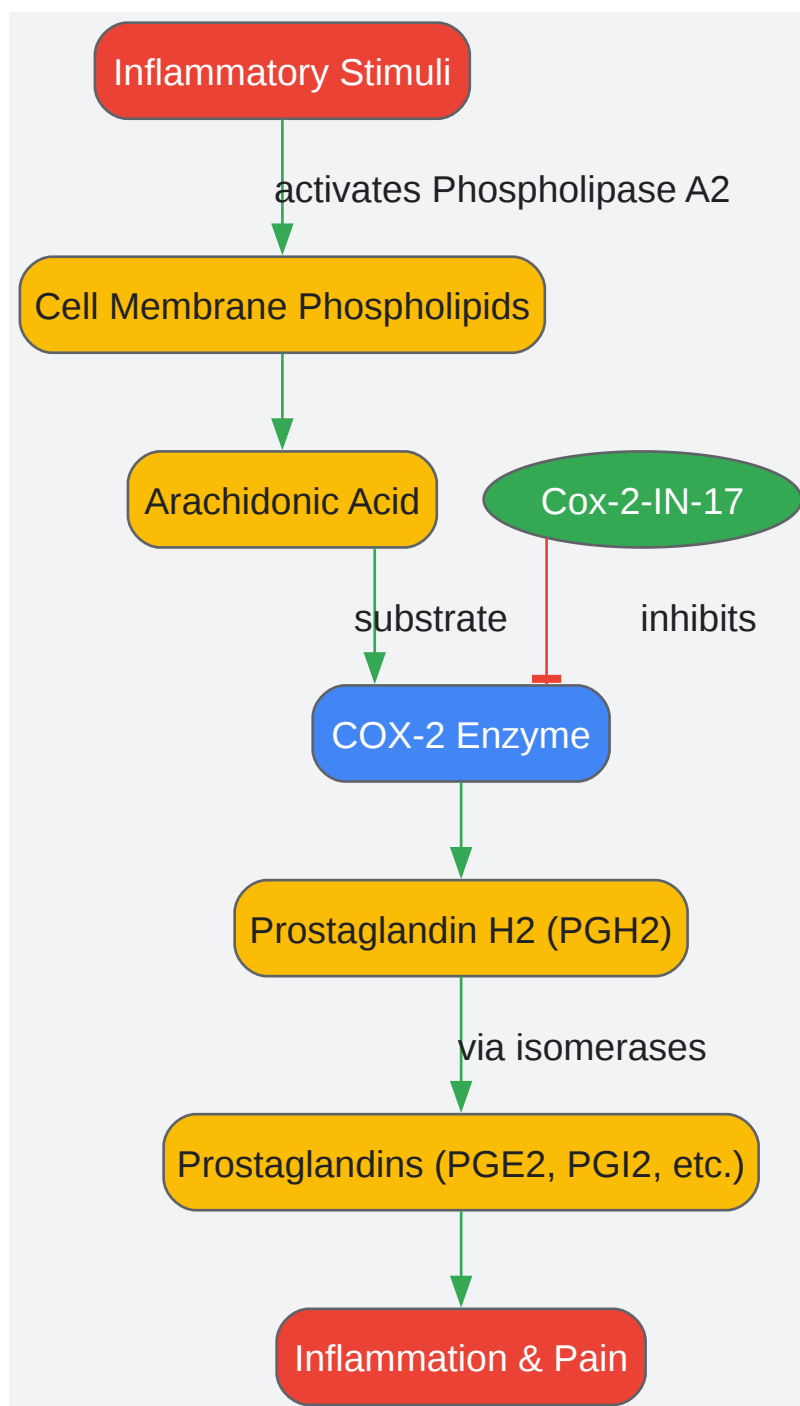 Inflammatory Stimuli
activates Phospholipase A2
Cell Membrane Phospholipids
Arachidonic Acid
Cox-2-IN-17
substrate
inhibits
COX-2 Enzyme
Prostaglandin H2 (PGH2)
via isomerases
Prostaglandins (PGE2, PGI2, etc.)
Inflammation & Pain